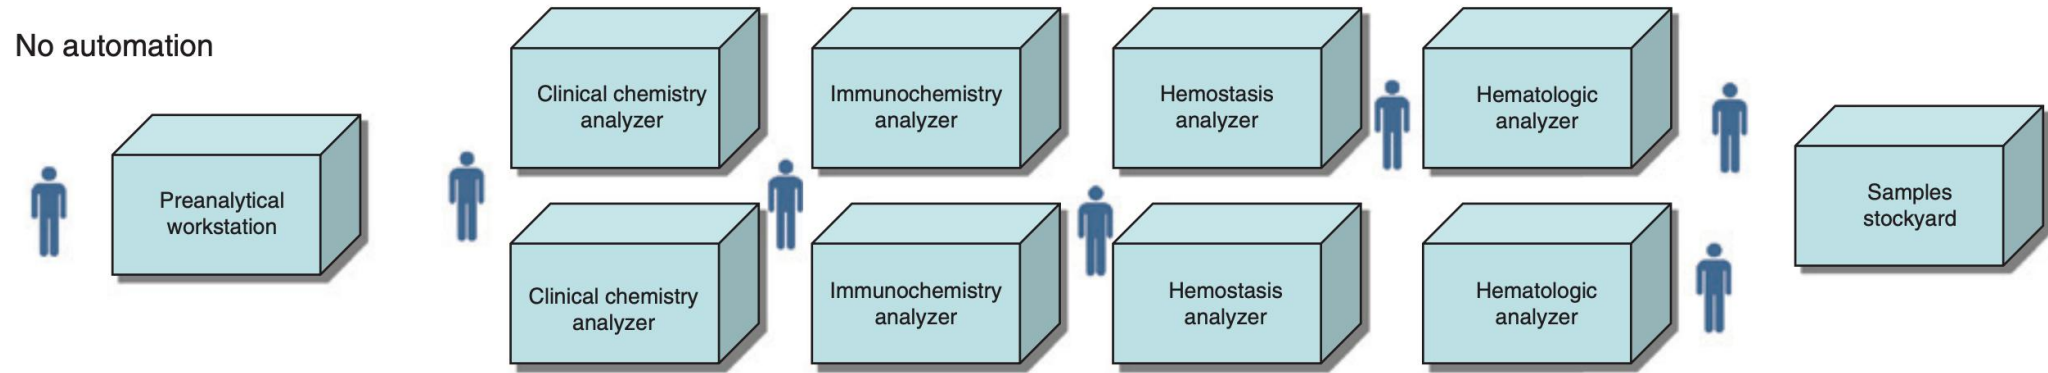 No automation
Preanalytical
workstation
Clinical chemistry
analyzer
Immunochemistry
analyzer
Hemostasis
analyzer
Hematologic
analyzer
Clinical chemistry
analyzer
Immunochemistry
analyzer
Hemostasis
analyzer
Hematologic
analyzer
Samples
stockyard